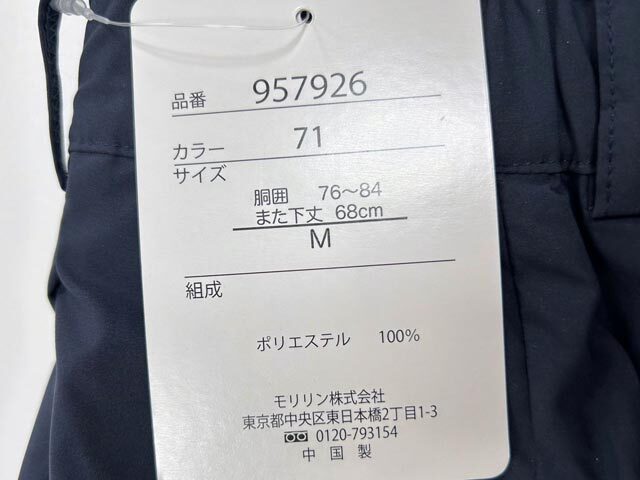 品番 957926
カラー 71
サイズ
胴囲 76〜84
また下丈 68cm
M
組成
ポリエステル 100%
モリリン株式会社
東京都中央区東日本橋2丁目1-3
0120-793154
中国製